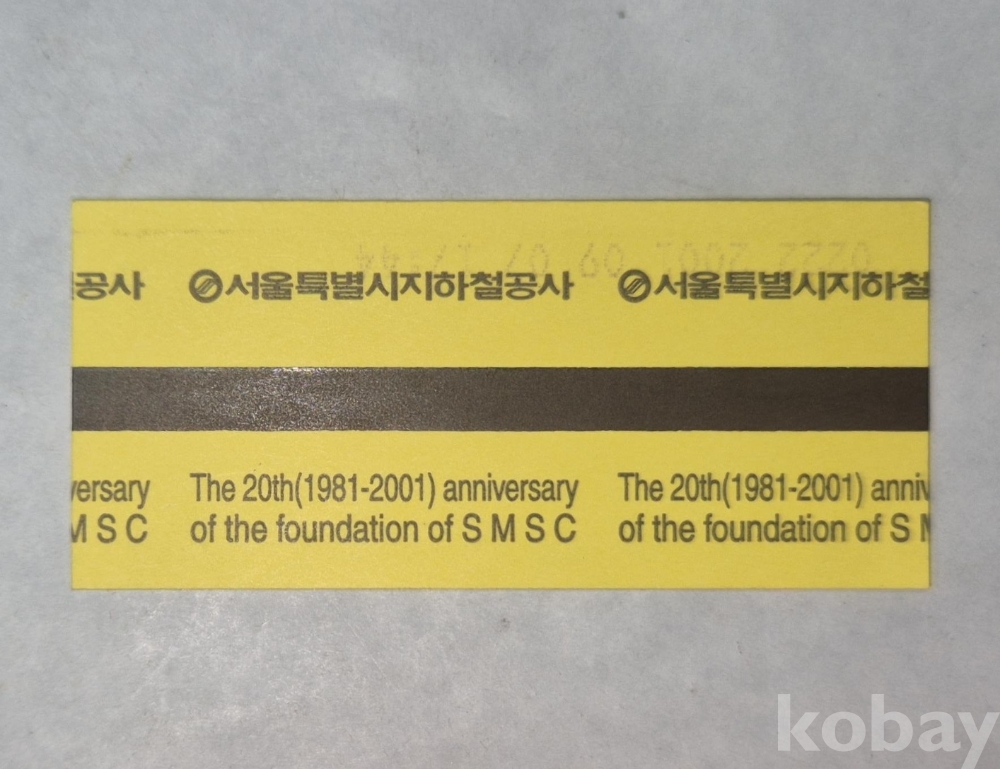 공사 서울특별시지하철공사 서울특별시지하철
versary The 20th(1981-2001) anniversary The 20th(1981-2001) anniv
M S C of the foundation of S M S C of the foundation of S M
kobay